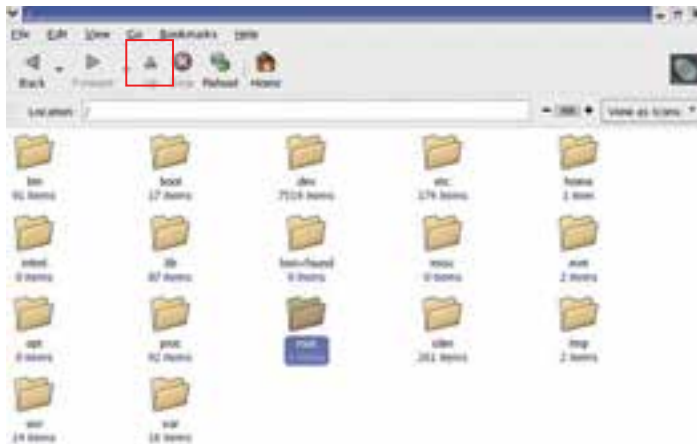 /
File Edit View Go Bookmarks Help
Back Forward Up Stop Reload Home
Location: / View as Icons
bin boot dev etc home
91 items 17 items 7519 items 174 items 1 item
initrd lib lost+found misc mnt
0 items 87 items 0 items 0 items 2 items
opt proc root sbin tmp
0 items 92 items items 261 items 2 items
usr var
14 items 18 items